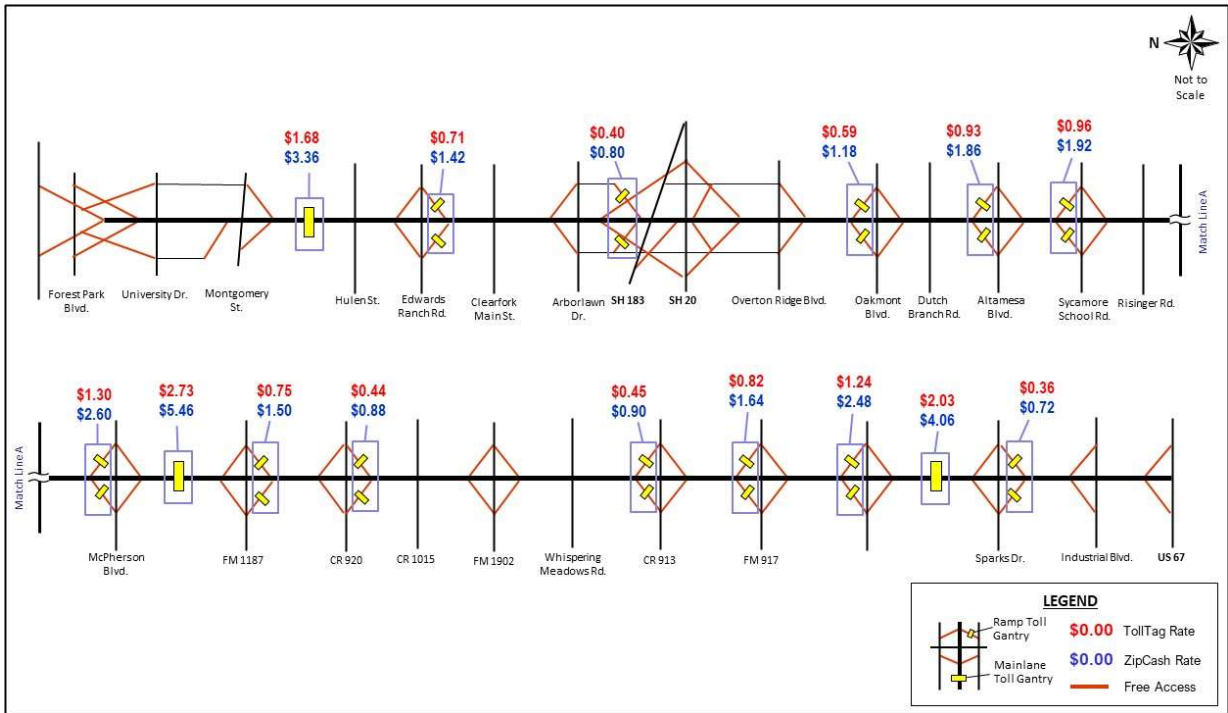 N
Not to
Scale
$1.68
$3.36
$0.71
$1.42
$0.40
$0.80
$0.59
$1.18
$0.93
$1.86
$0.96
$1.92
Match Line A
Forest Park
Blvd.
University Dr.
Montgomery
St.
Hulen St.
Edwards
Ranch Rd.
Clearfork
Main St.
Arborlawn
Dr.
SH 183
SH 20
Overton Ridge Blvd.
Oakmont
Blvd.
Dutch
Branch Rd.
Altamesa
Blvd.
Sycamore
School Rd.
Risinger Rd.
Match Line A
$1.30
$2.60
$2.73
$5.46
$0.75
$1.50
$0.44
$0.88
$0.45
$0.90
$0.82
$1.64
$1.24
$2.48
$2.03
$4.06
$0.36
$0.72
McPherson
Blvd.
FM 1187
CR 920
CR 1015
FM 1902
Whispering
Meadows Rd.
CR 913
FM 917
Sparks Dr.
Industrial Blvd.
US 67
LEGEND
Ramp Toll
Gantry
Mainlane
Toll Gantry
$0.00 TollTag Rate
$0.00 ZipCash Rate
Free Access